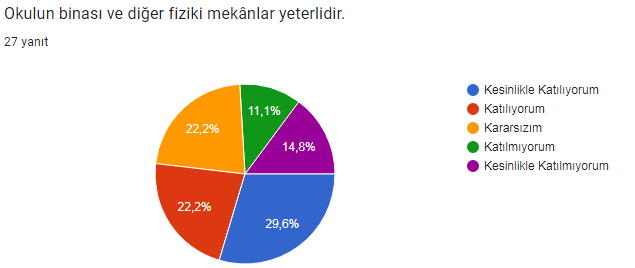 Okulun binası ve diğer fiziki mekânlar yeterlidir.
27 yanıt
Kesinlikle Katılıyorum
Katılıyorum
Kararsızım
Katılmıyorum
Kesinlikle Katılmıyorum
11,1%
14,8%
22,2%
22,2%
29,6%